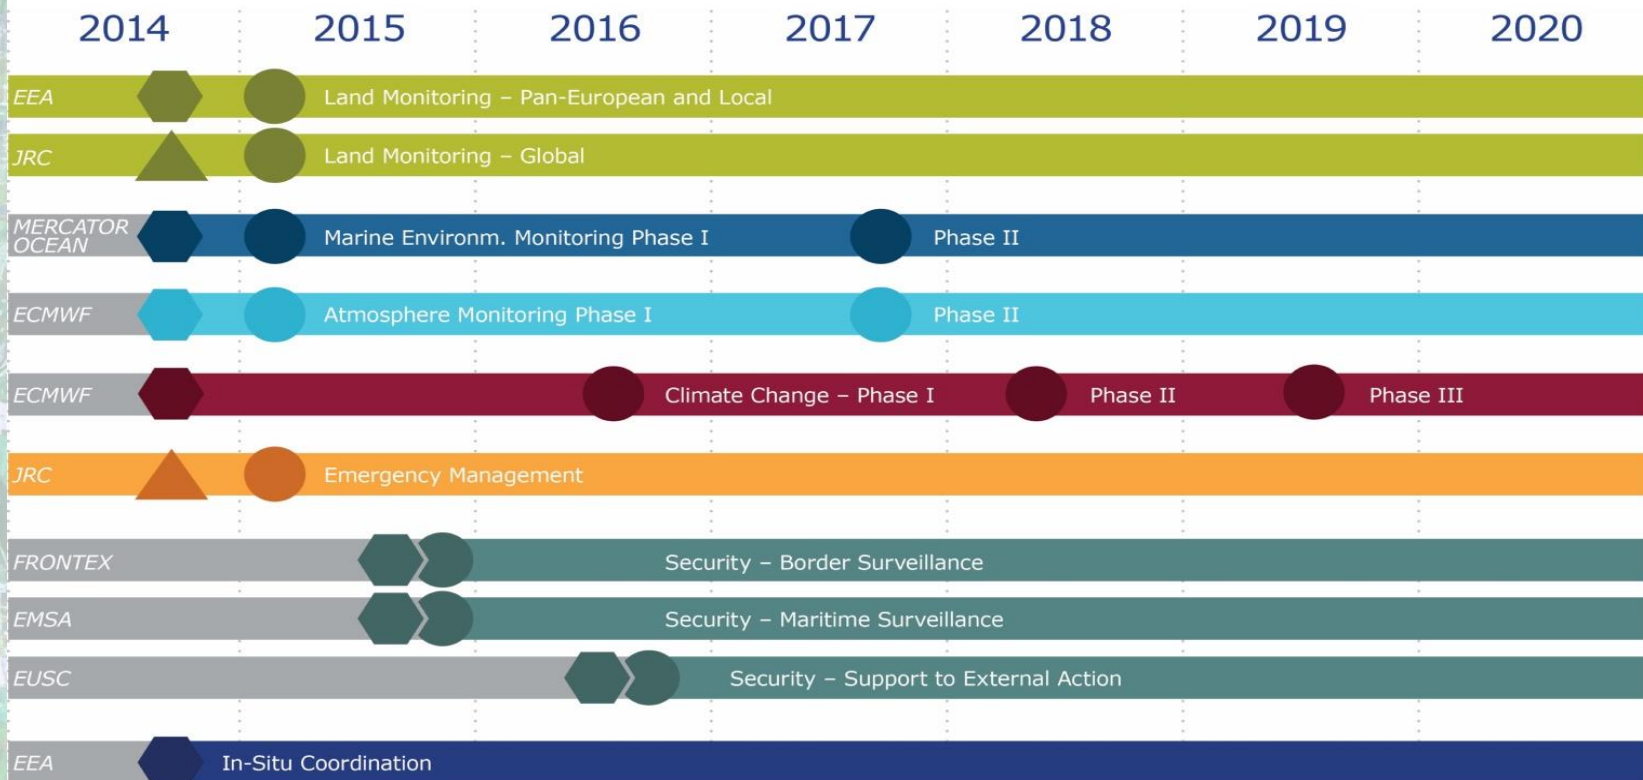 2014 2015 2016 2017 2018 2019 2020
EEA Land Monitoring – Pan-European and Local
JRC Land Monitoring – Global
MERCATOR
OCEAN Marine Environm. Monitoring Phase I Phase II
ECMWF Atmosphere Monitoring Phase I Phase II
ECMWF Climate Change – Phase I Phase II Phase III
JRC Emergency Management
FRONTEX Security – Border Surveillance
EMSA Security – Maritime Surveillance
EUSC Security – Support to External Action
EEA In-Situ Coordination